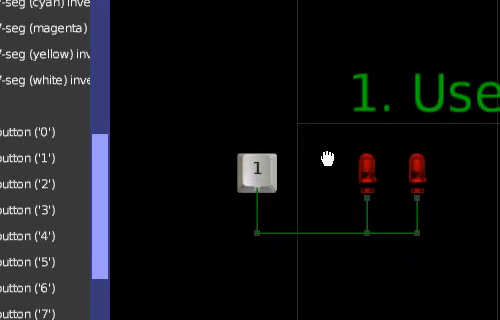 7-seg (cyan) inve
7-seg (magenta)
7-seg (yellow) inv
7-seg (white) inve
button ('0')
button ('1')
button ('2')
button ('3')
button ('4')
button ('5')
button ('6')
button ('7')
1. Use
1